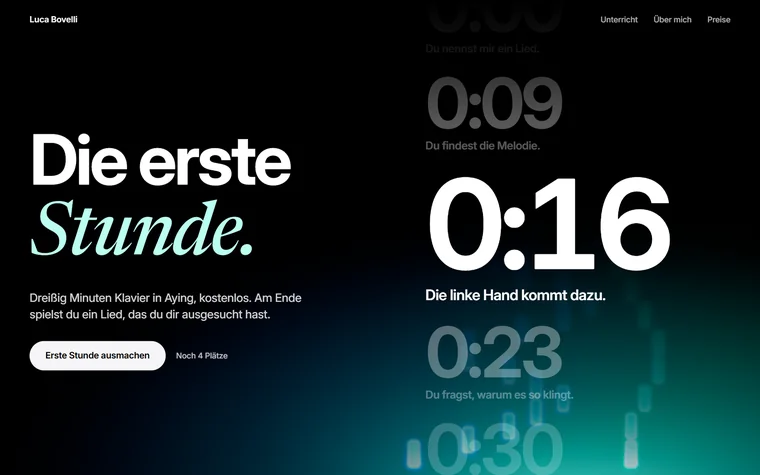 Luca Bovelli
Unterricht
Über mich
Preise
Die erste
Stunde.
Dreißig Minuten Klavier in Aying, kostenlos. Am Ende
spielst du ein Lied, das du dir ausgesucht hast.
Erste Stunde ausmachen
Noch 4 Plätze
0:00
Du nennst mir ein Lied.
0:09
Du findest die Melodie.
0:16
Die linke Hand kommt dazu.
0:23
Du fragst, warum es so klingt.
0:30